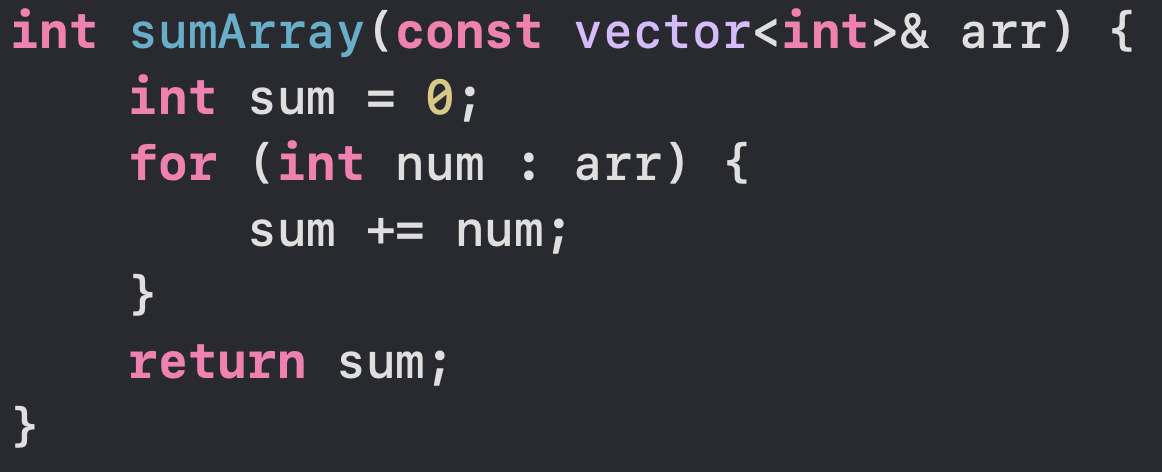 int sumArray(const vector<int>& arr) {
    int sum = 0;
    for (int num : arr) {
        sum += num;
    }
    return sum;
}